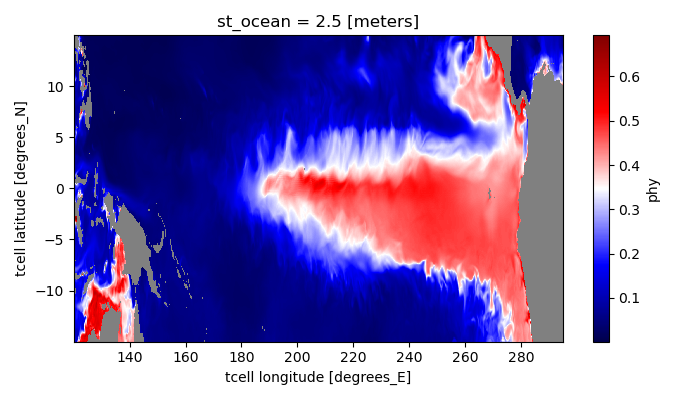 st_ocean = 2.5 [meters]
10
5
0
−5
−10
tcell latitude [degrees_N]
140 160 180 200 220 240 260 280
tcell longitude [degrees_E]
0.6
0.5
0.4
0.3
0.2
0.1
phy